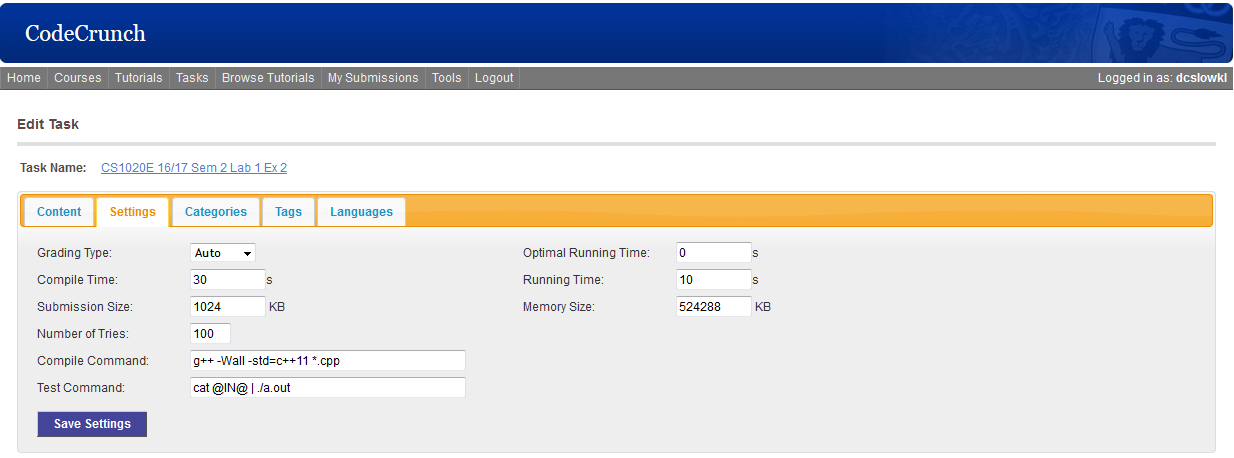 CodeCrunch
Home Courses Tutorials Tasks Browse Tutorials My Submissions Tools Logout Logged in as: dcslowkl
Edit Task
Task Name: CS1020E 16/17 Sem 2 Lab 1 Ex 2
Content Settings Categories Tags Languages
Grading Type: Auto Optimal Running Time: 0 s
Compile Time: 30 s Running Time: 10 s
Submission Size: 1024 KB Memory Size: 524288 KB
Number of Tries: 100
Compile Command: g++ -Wall -std=c++11 *.cpp
Test Command: cat @IN@ | ./a.out
Save Settings